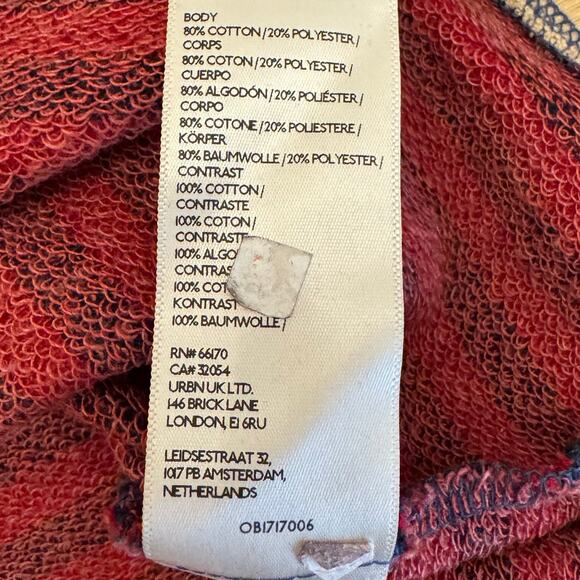 BODY
80% COTTON/20% POLYESTER/
CORPS
80% COTON/20% POLYESTER/
CUERPO
80% ALGODÓN/20% POLIÉSTER/
CORPO
80% COTONE/20% POLIESTERE/
KÖRPER
80% BAUMWOLLE/20% POLYESTER/
CONTRAST
100% COTTON/
CONTRASTE
100% COTON/
CONTRASTE
100%
100%
KONTRAST
100% BAUMWOLLE/
RN# 66170
CA# 32054
URBN UK LTD.
146 BRICK LANE
LONDON, E1 6RU
LEIDSESTRAAT 32,
1017 PB AMSTERDAM,
NETHERLANDS
OB1717006